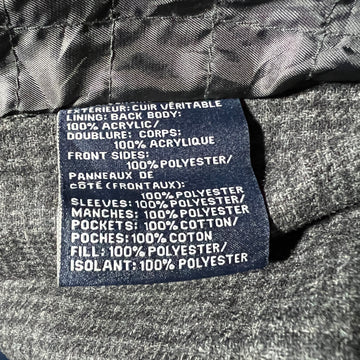 EXTÉRIEUR: CUIR VÉRITABLE
LINING: BACK BODY:
100% ACRYLIC/
DOUBLURE: CORPS:
100% ACRYLIQUE
FRONT SIDES:
100% POLYESTER/
PANNEAUX DE
CÔTÉ (FRONTAUX):
100% POLYESTER
SLEEVES: 100% POLYESTER/
MANCHES: 100% POLYESTER
POCKETS: 100% COTTON/
POCHES: 100% COTON
FILL: 100% POLYESTER/
ISOLANT: 100% POLYESTER